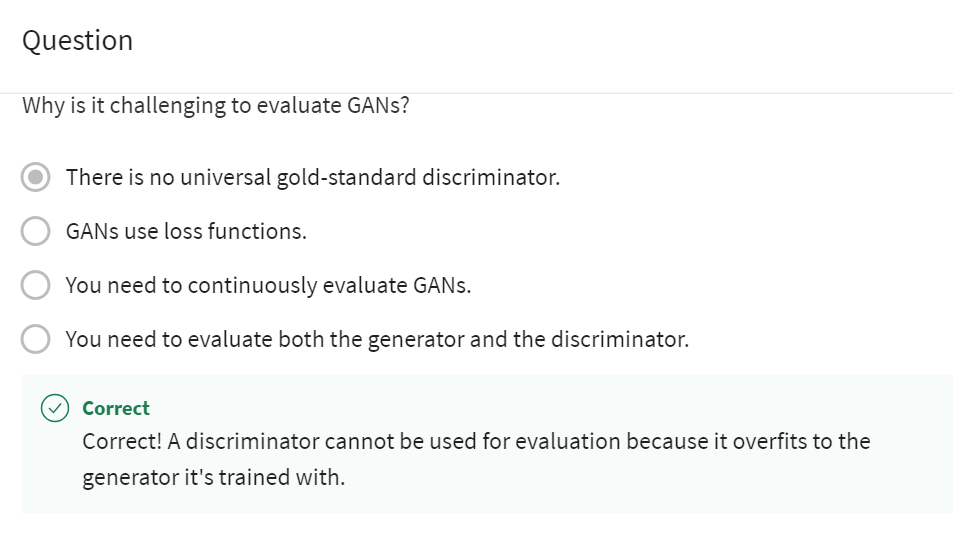 Question
Why is it challenging to evaluate GANs?
There is no universal gold-standard discriminator.
GANs use loss functions.
You need to continuously evaluate GANs.
You need to evaluate both the generator and the discriminator.
Correct
Correct! A discriminator cannot be used for evaluation because it overfits to the
generator it's trained with.